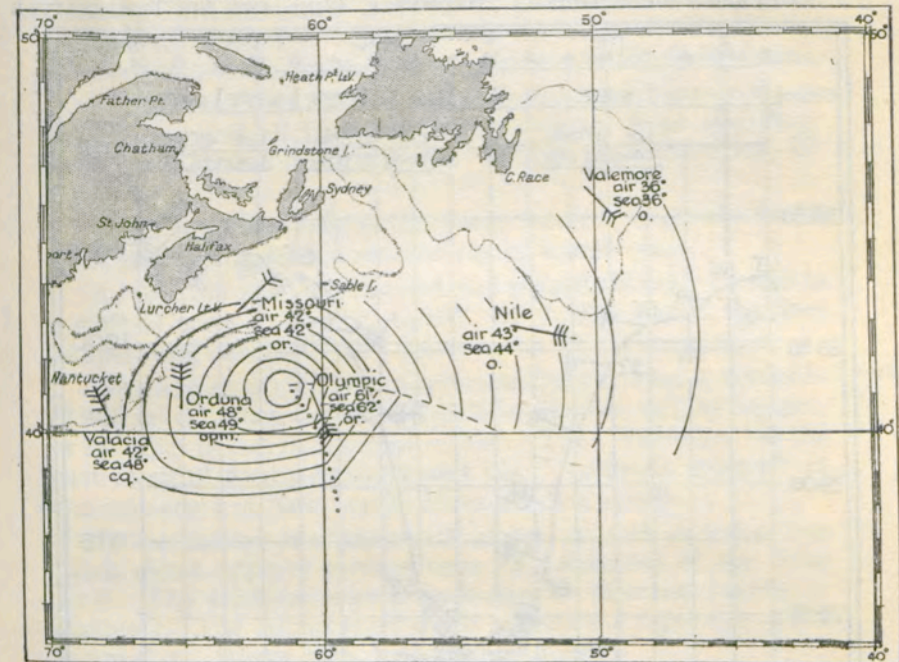 70° 60° 50° 40°
50° 50°
Heath Pt. L.V.
Father Pt.
Chatham
Grindstone I.
C. Race
Valemore
air 36°
sea 36°
o.
Sydney
St. John
Halifax
Sable I.
Lurcher Lt. V.
Missouri
air 42°
sea 42°
or.
Nile
air 43°
sea 44°
o.
Nantucket
Orduna
air 48°
sea 49°
opm.
Olympic
air 61°
sea 62°
or.
40° 40°
Valacia
air 42°
sea 48°
cq.
70° 60° 50° 40°